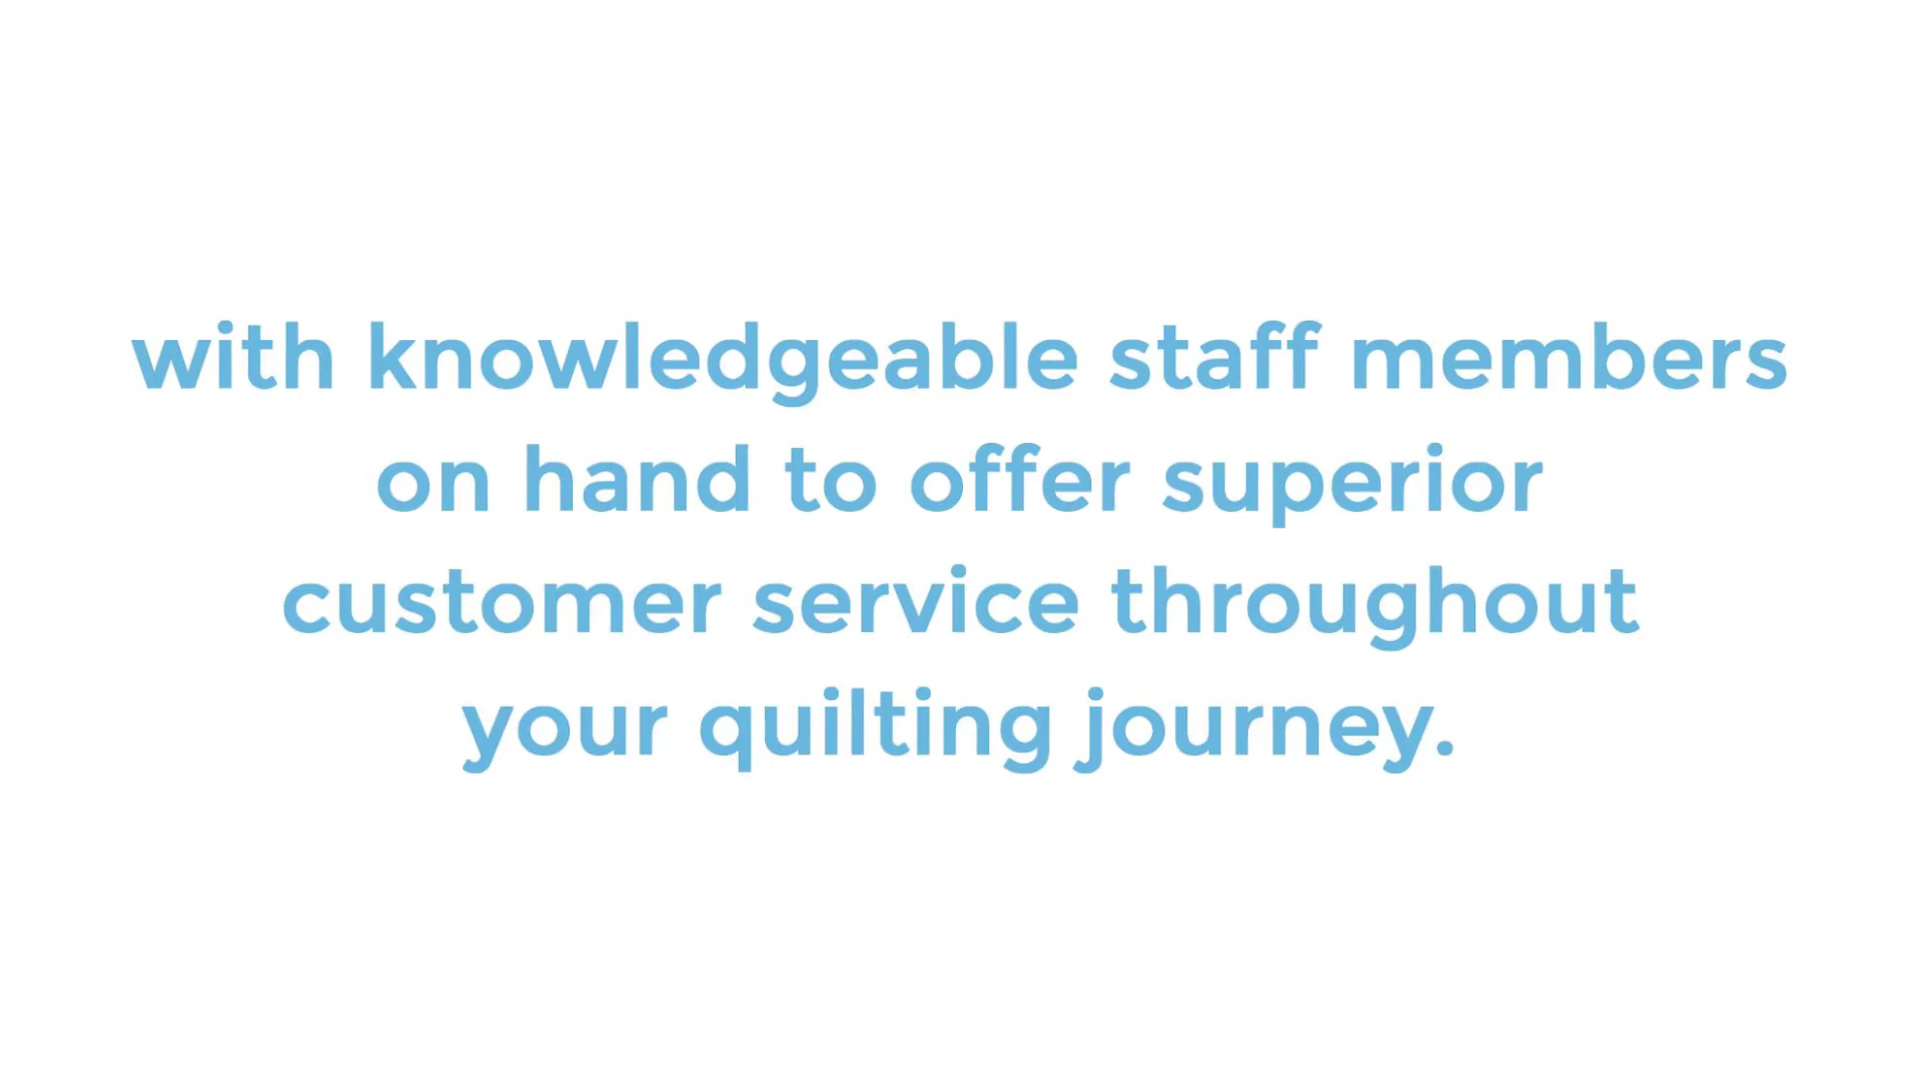 with knowledgeable staff members
on hand to offer superior
customer service throughout
your quilting journey.